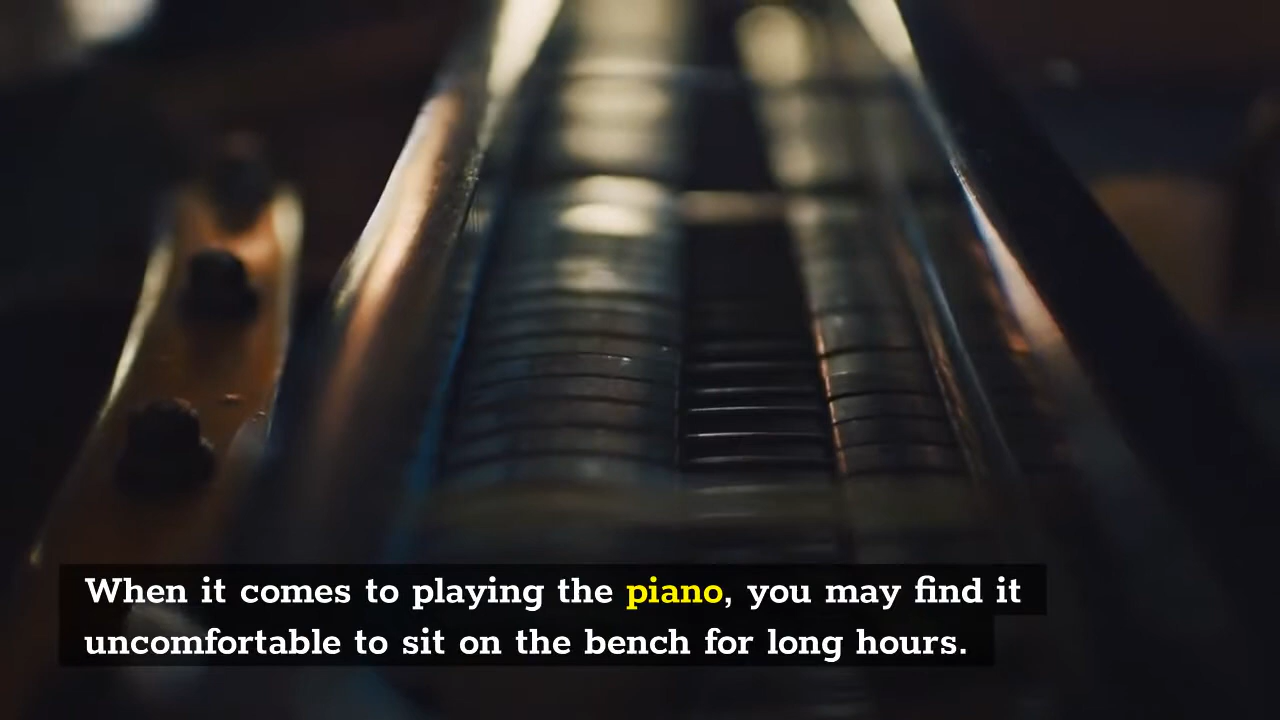 When it comes to playing the piano, you may find it
uncomfortable to sit on the bench for long hours.